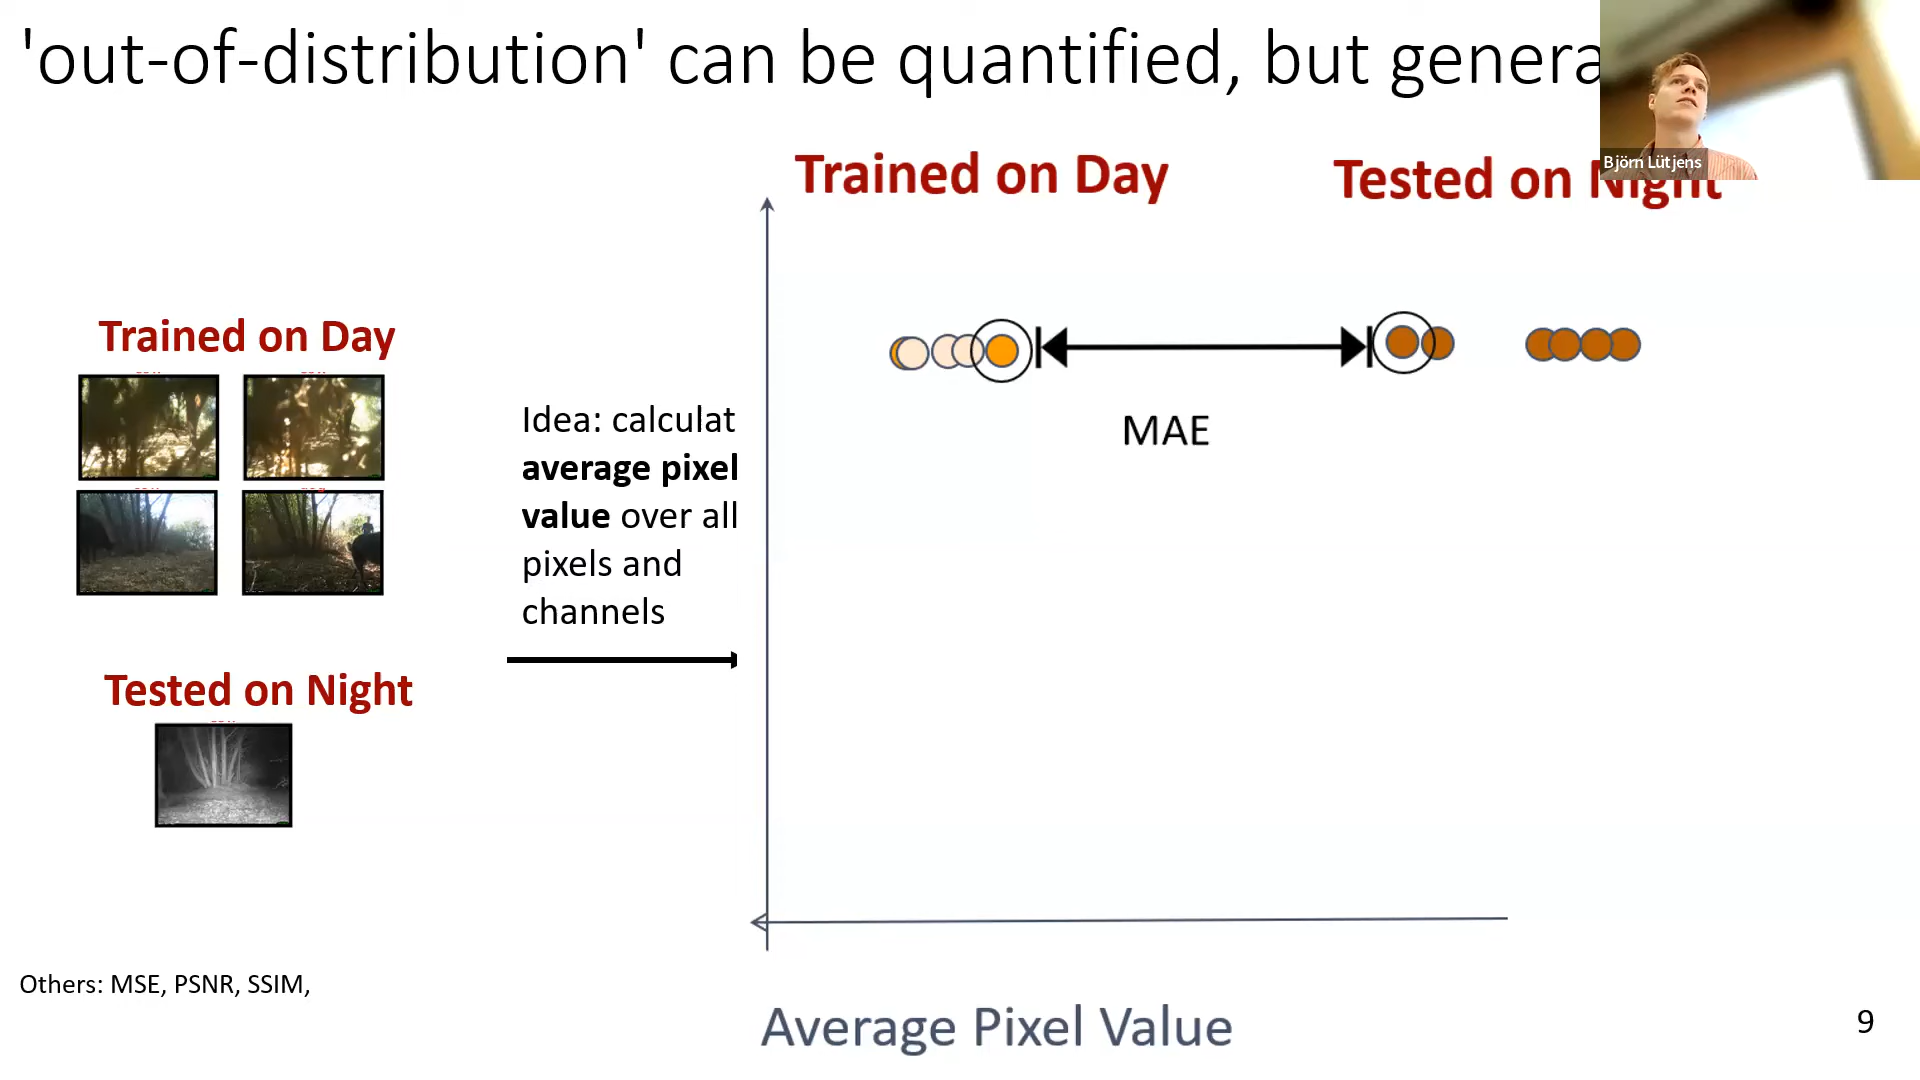 'out-of-distribution' can be quantified, but genera
Björn Lütjens
Trained on Day
Tested on Night
Trained on Day
Idea: calculat
average pixel
value over all
pixels and
channels
MAE
Tested on Night
Others: MSE, PSNR, SSIM,
Average Pixel Value
9